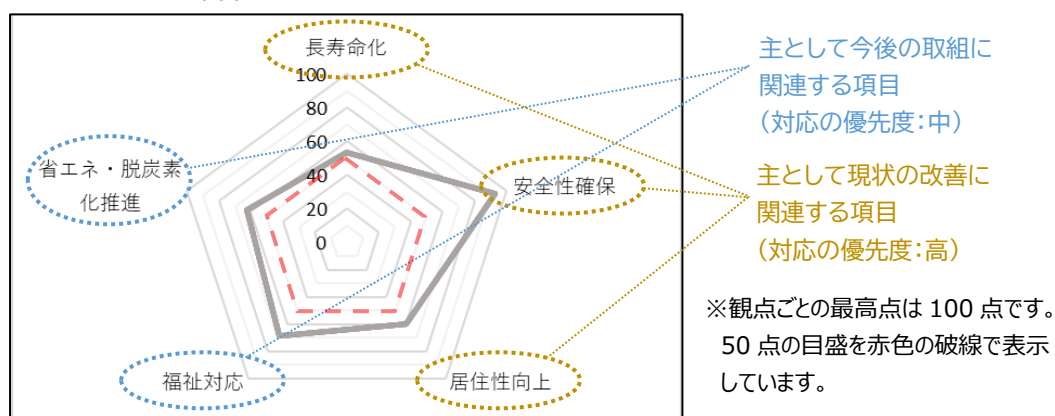 長寿命化
100
80
60
40
20
0
省エネ・脱炭素
化推進
安全性確保
福祉対応
居住性向上
主として今後の取組に
関連する項目
（対応の優先度：中）
主として現状の改善に
関連する項目
（対応の優先度：高）
※観点ごとの最高点は 100 点です。
50 点の目盛を赤色の破線で表示
しています。